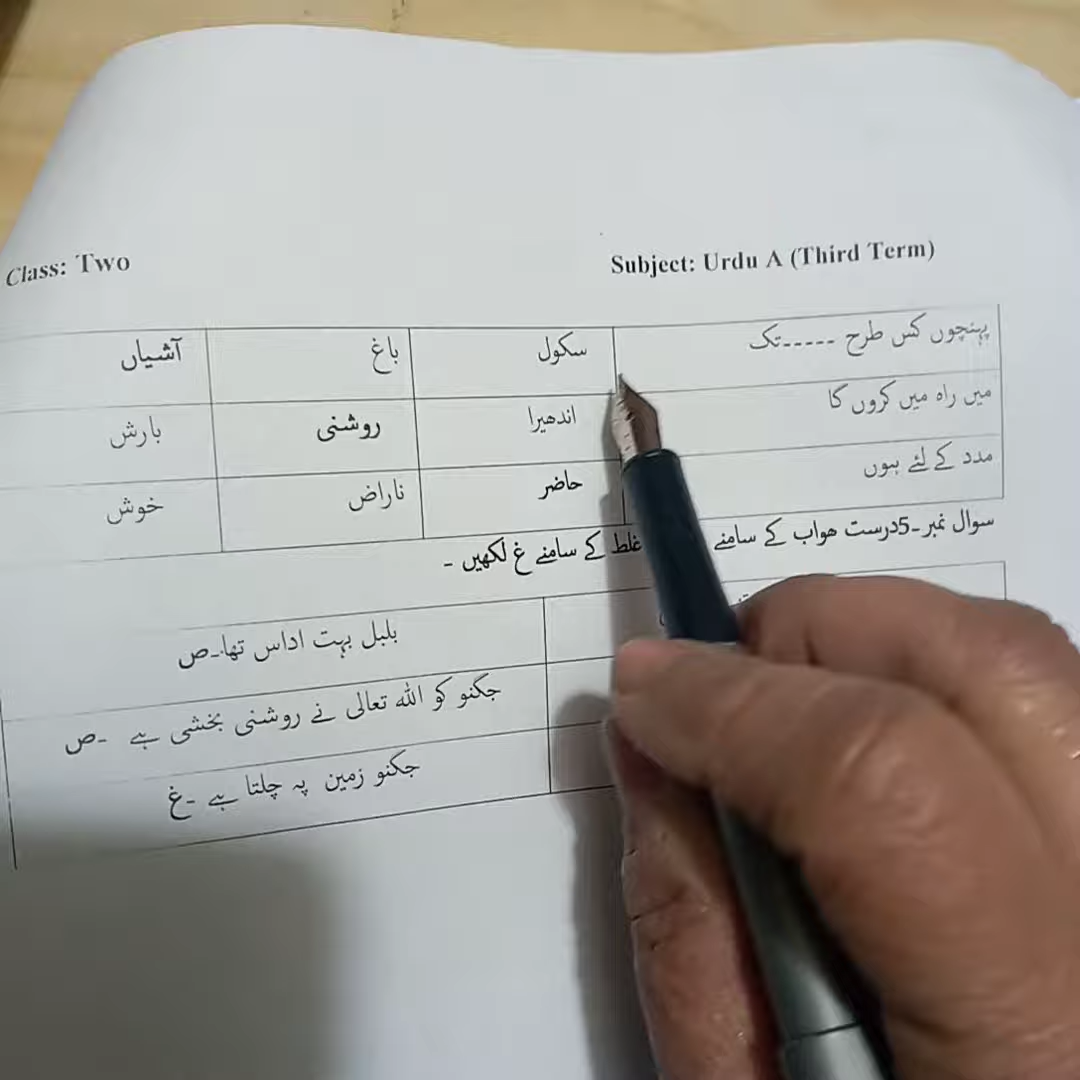 Class: Two
Subject: Urdu A (Third Term)
پہنچوں کس طرح -----تک سکول باغ آشیاں
میں راہ میں کروں گا اندھیرا روشنی بارش
مدد کے لئے ہوں حاضر ناراض خوش
سوال نمبر-5درست ھواب کے سامنے غلط کے سامنے غ لکھیں -
بلبل بہت اداس تھا-ص
جگنو کو اللہ تعالی نے روشنی بخشی ہے -ص
جگنو زمین پہ چلتا ہے -غ